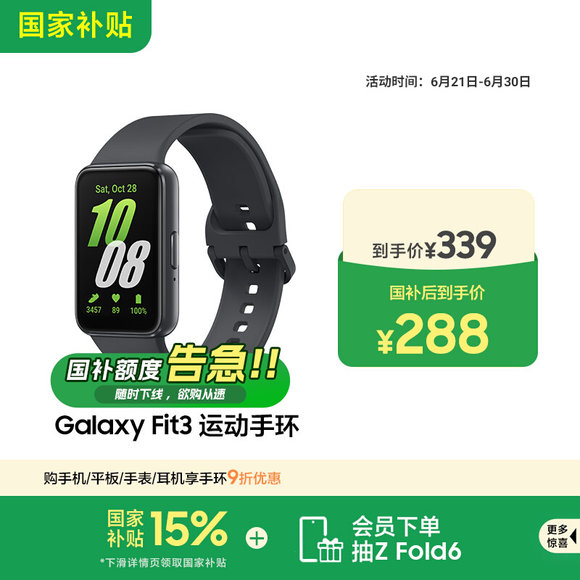 国家补贴
活动时间：6月21日-6月30日
Sat, Oct 28
10
08
3457 89 100%
到手价¥339
国补后到手价
¥288
国补额度告急!!
随时下线，欲购从速
Galaxy Fit3 运动手环
购手机/平板/手表/耳机享手环9折优惠
国家补贴 15%
*下滑详情页领取国家补贴
+
会员下单
抽Z Fold6
更多
惊喜